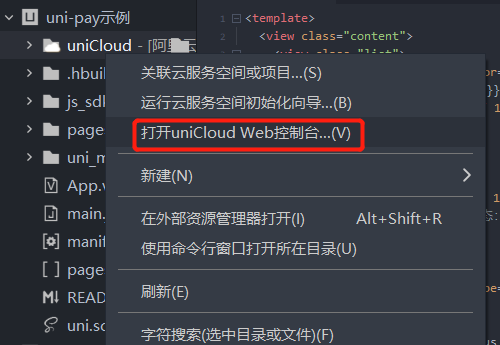 uni-pay示例
uniCloud - [阿里云
.hbui
js_sdl
page
uni_m
App.v
main.
manif
page
READ
uni.sc
1 <template>
2 <view class="content">
3 <view class="list">
关联云服务空间或项目...(S)
运行云服务空间初始化向导...(B)
打开uniCloud Web控制台...(V)
新建(N)
在外部资源管理器打开(I) Alt+Shift+R
使用命令行窗口打开所在目录(U)
刷新(E)
字符搜索(选中目录或文件)(F)